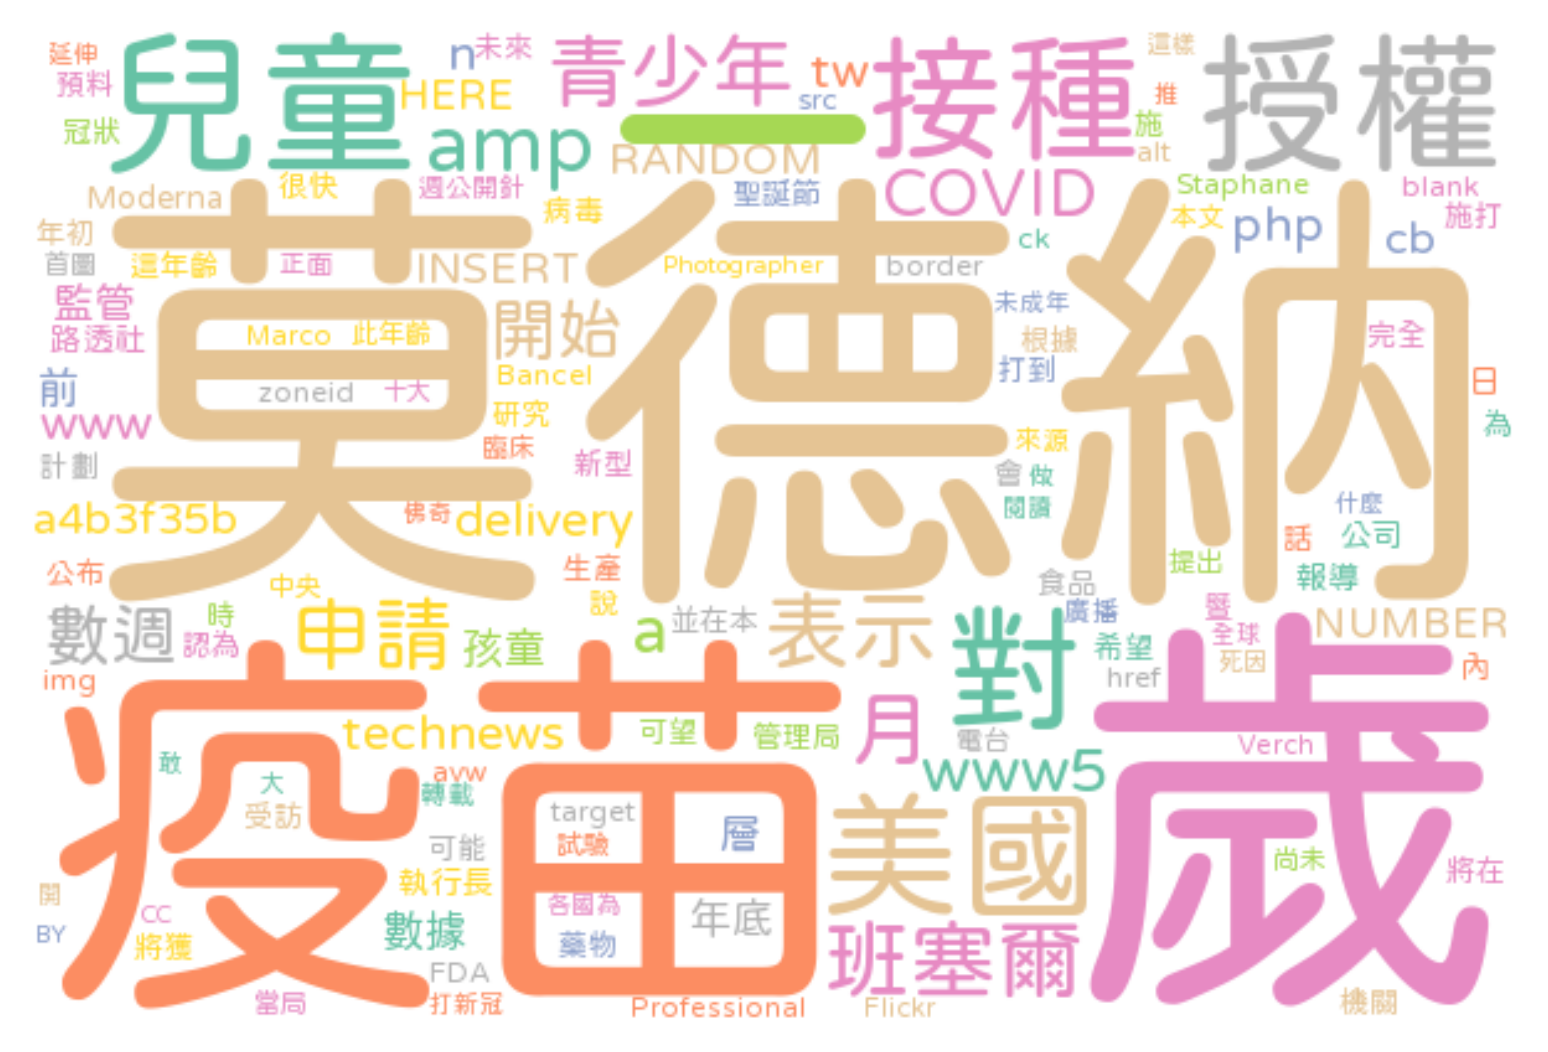 延伸 兒童 n 未來 青少年 tw 接種 這樣 授權
預料 HERE src 推
冠狀 amp RANDOM 施 alt
Moderna 很快 週公開針 病毒 聖誕節 COVID Staphane blank
年初 莫德納 ck 本文 php cb 施打
首圖 這年齡 正面 INSERT Photographer border
監管 開始 未成年
路透社 Marco 此年齡 根據 完全
前 zoneid 十大 Bancel 打到 日
www 研究 為
計劃 臨床 新型 來源 會 做
a4b3f35b 佛奇 delivery 閱讀 什麼
公布 中央 生產 食品 提出 話 公司
報導
數週 時 申請 說 a 並在本 表示 對 廣播 暨 NUMBER
認為 孩童 希望 全球
img 疫苗 href 死因 內 歲
technews 可望 管理局 月 電台 Verch
敢 avw www5
大 轉載
受訪 target 層 美國
可能 試驗 尚未 將在
開 執行長
BY CC 數據 各國為 年底 班塞爾
將獲 藥物
FDA
當局 打新冠 Professional Flickr 機關